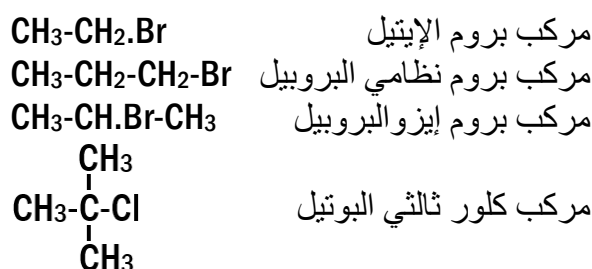 مركب بروم الإيتيل CH3-CH2.Br
مركب بروم نظامي البروبيل CH3-CH2-CH2-Br
مركب بروم إيزوالبروبيل CH3-CH.Br-CH3
CH3
مركب كلور ثالثي البوتيل CH3-C-Cl
CH3